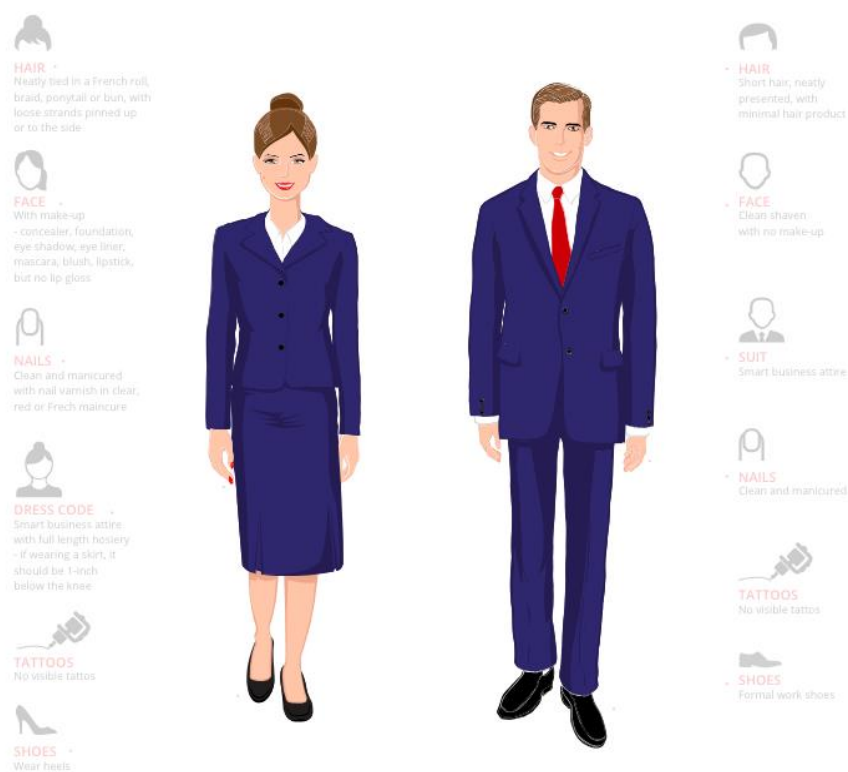 HAIR
Neatly tied in a French roll,
braid, ponytail or bun, with
loose strands pinned up
or to the side
FACE
With make-up
- concealer, foundation,
eye shadow, eye liner,
mascara, blush, lipstick,
but no lip gloss
NAILS
Clean and manicured
with nail varnish in clear,
red or Frech maincure
DRESS CODE
Smart business attire
with full length hosiery
- if wearing a skirt, it
should be 1-inch
below the knee
TATTOOS
No visible tattos
SHOES
Wear heels
HAIR
Short hair, neatly
presented, with
minimal hair product
FACE
Clean shaven
with no make-up
SUIT
Smart business attire
NAILS
Clean and manicured
TATTOOS
No visible tattos
SHOES
Formal work shoes